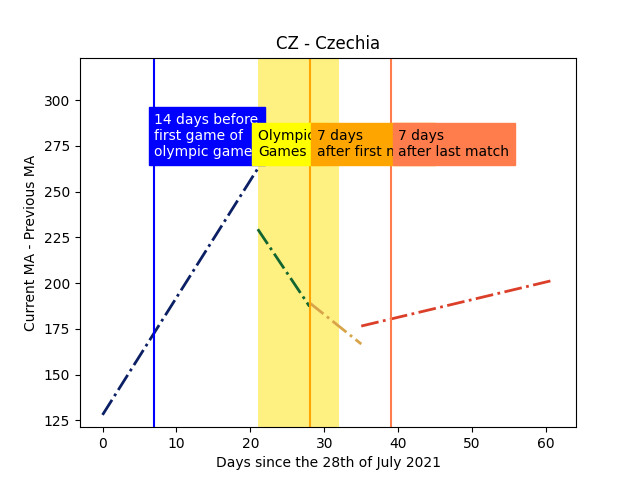 CZ - Czechia
Current MA - Previous MA
300
275
250
225
200
175
150
125
14 days before
first game of
olympic game
Olympic
Games
7 days
after first
7 days
after last match
0 10 20 30 40 50 60
Days since the 28th of July 2021